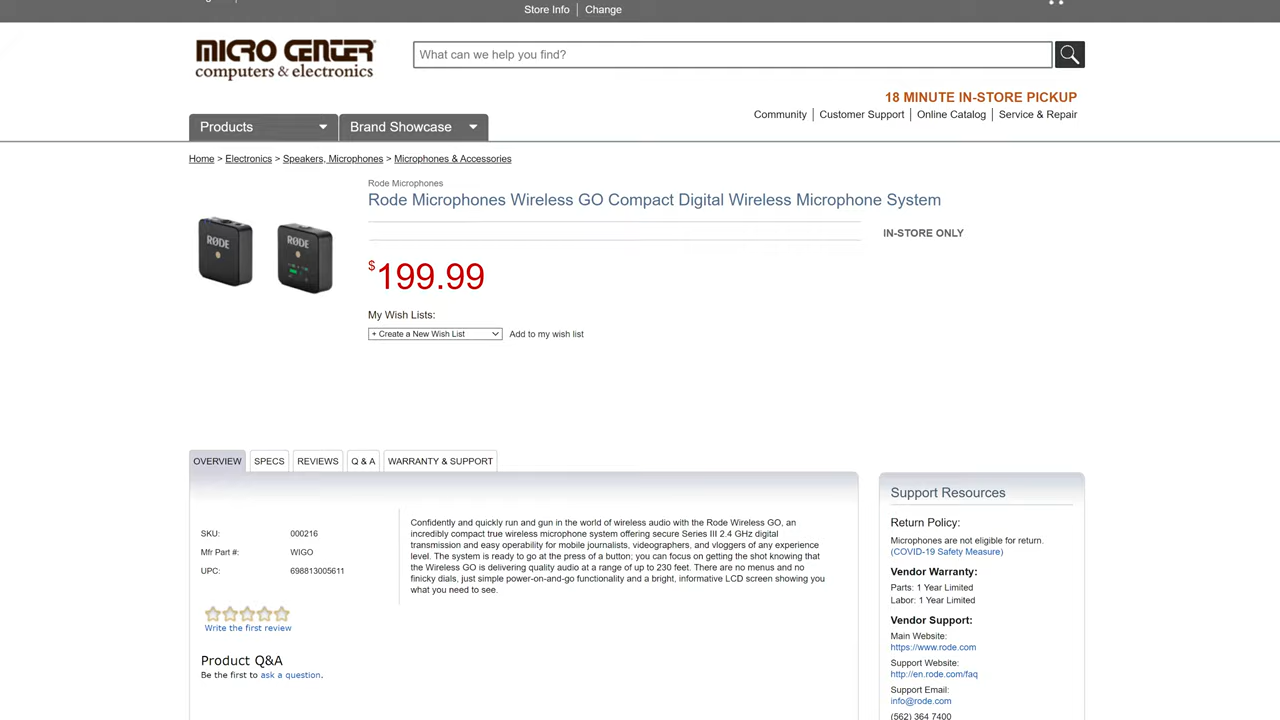 Store Info | Change
MICRO CENTER
computers & electronics
What can we help you find?
18 MINUTE IN-STORE PICKUP
Community | Customer Support | Online Catalog | Service & Repair
Products
Brand Showcase
Home > Electronics > Speakers, Microphones > Microphones & Accessories
Rode Microphones
Rode Microphones Wireless GO Compact Digital Wireless Microphone System
RØDE
RØDE
IN-STORE ONLY
$199.99
My Wish Lists:
+ Create a New Wish List
Add to my wish list
OVERVIEW
SPECS
REVIEWS
Q & A
WARRANTY & SUPPORT
SKU: 000216
Mfr Part #: WIGO
UPC: 698813005611
Write the first review
Product Q&A
Be the first to ask a question.
Confidently and quickly run and gun in the world of wireless audio with the Rode Wireless GO, an
incredibly compact true wireless microphone system offering secure Series III 2.4 GHz digital
transmission and easy operability for mobile journalists, videographers, and vloggers of any experience
level. The system is ready to go at the press of a button; you can focus on getting the shot knowing that
the Wireless GO is delivering quality audio at a range of up to 230 feet. There are no menus and no
finicky dials, just simple power-on-and-go functionality and a bright, informative LCD screen showing you
what you need to see.
Support Resources
Return Policy:
Microphones are not eligible for return.
(COVID-19 Safety Measure)
Vendor Warranty:
Parts: 1 Year Limited
Labor: 1 Year Limited
Vendor Support:
Main Website:
https://www.rode.com
Support Website:
http://en.rode.com/faq
Support Email:
info@rode.com
(562) 364 7400